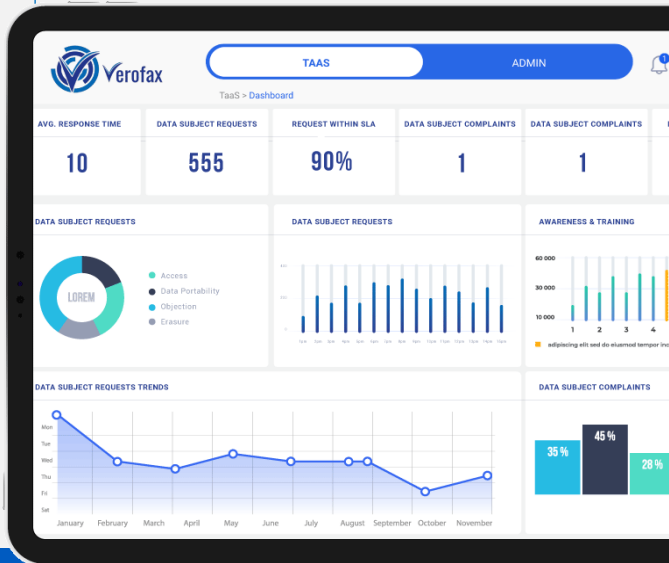 Verofax
TAAS
ADMIN
1
TaaS > Dashboard
AVG. RESPONSE TIME
DATA SUBJECT REQUESTS
REQUEST WITHIN SLA
DATA SUBJECT COMPLAINTS
DATA SUBJECT COMPLAINTS
10
555
90%
1
1
DATA SUBJECT REQUESTS
DATA SUBJECT REQUESTS
AWARENESS & TRAINING
LOREM
Access
Data Portability
Objection
Erasure
60 000
30 000
10 000
1 2 3 4
adipiscing elit sed do eiusmod tempor inc
DATA SUBJECT REQUESTS TRENDS
Mon
Tue
Wed
Thu
Fri
Sat
January February March April May June July August September October November
DATA SUBJECT COMPLAINTS
35 %
45 %
28 %